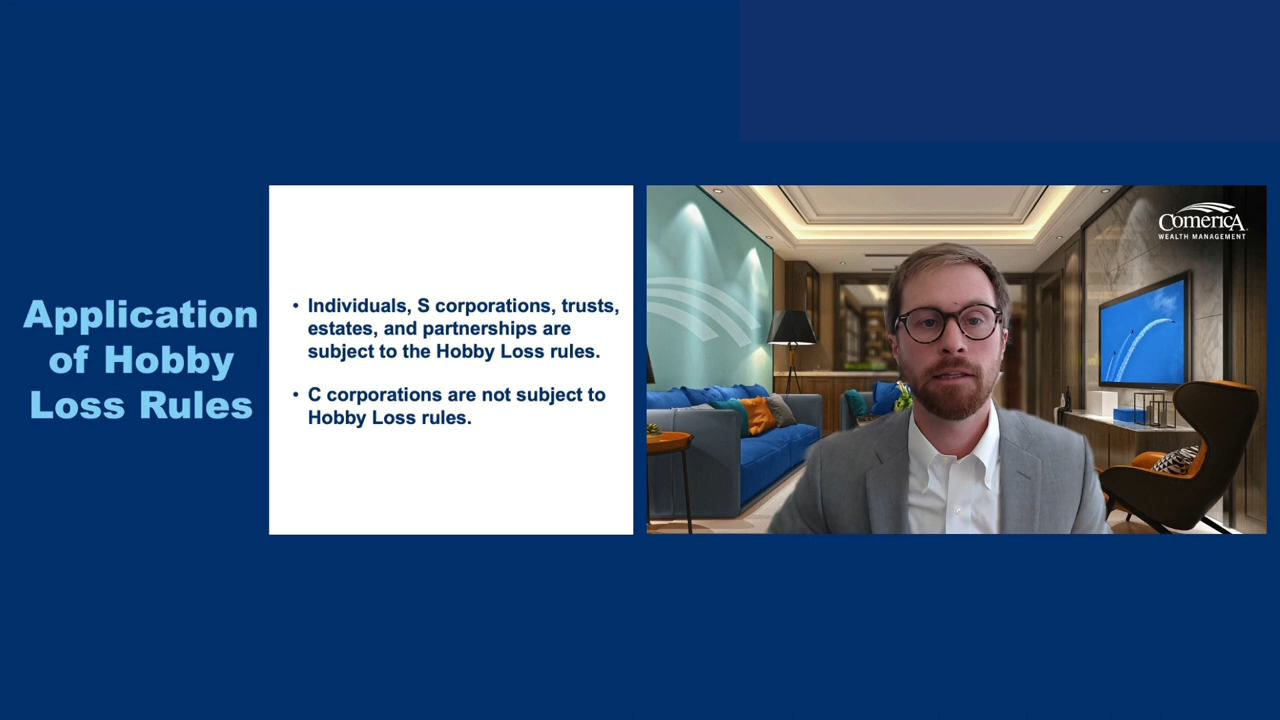 Application
of Hobby
Loss Rules
• Individuals, S corporations, trusts,
estates, and partnerships are
subject to the Hobby Loss rules.
• C corporations are not subject to
Hobby Loss rules.
Comerica
WEALTH MANAGEMENT